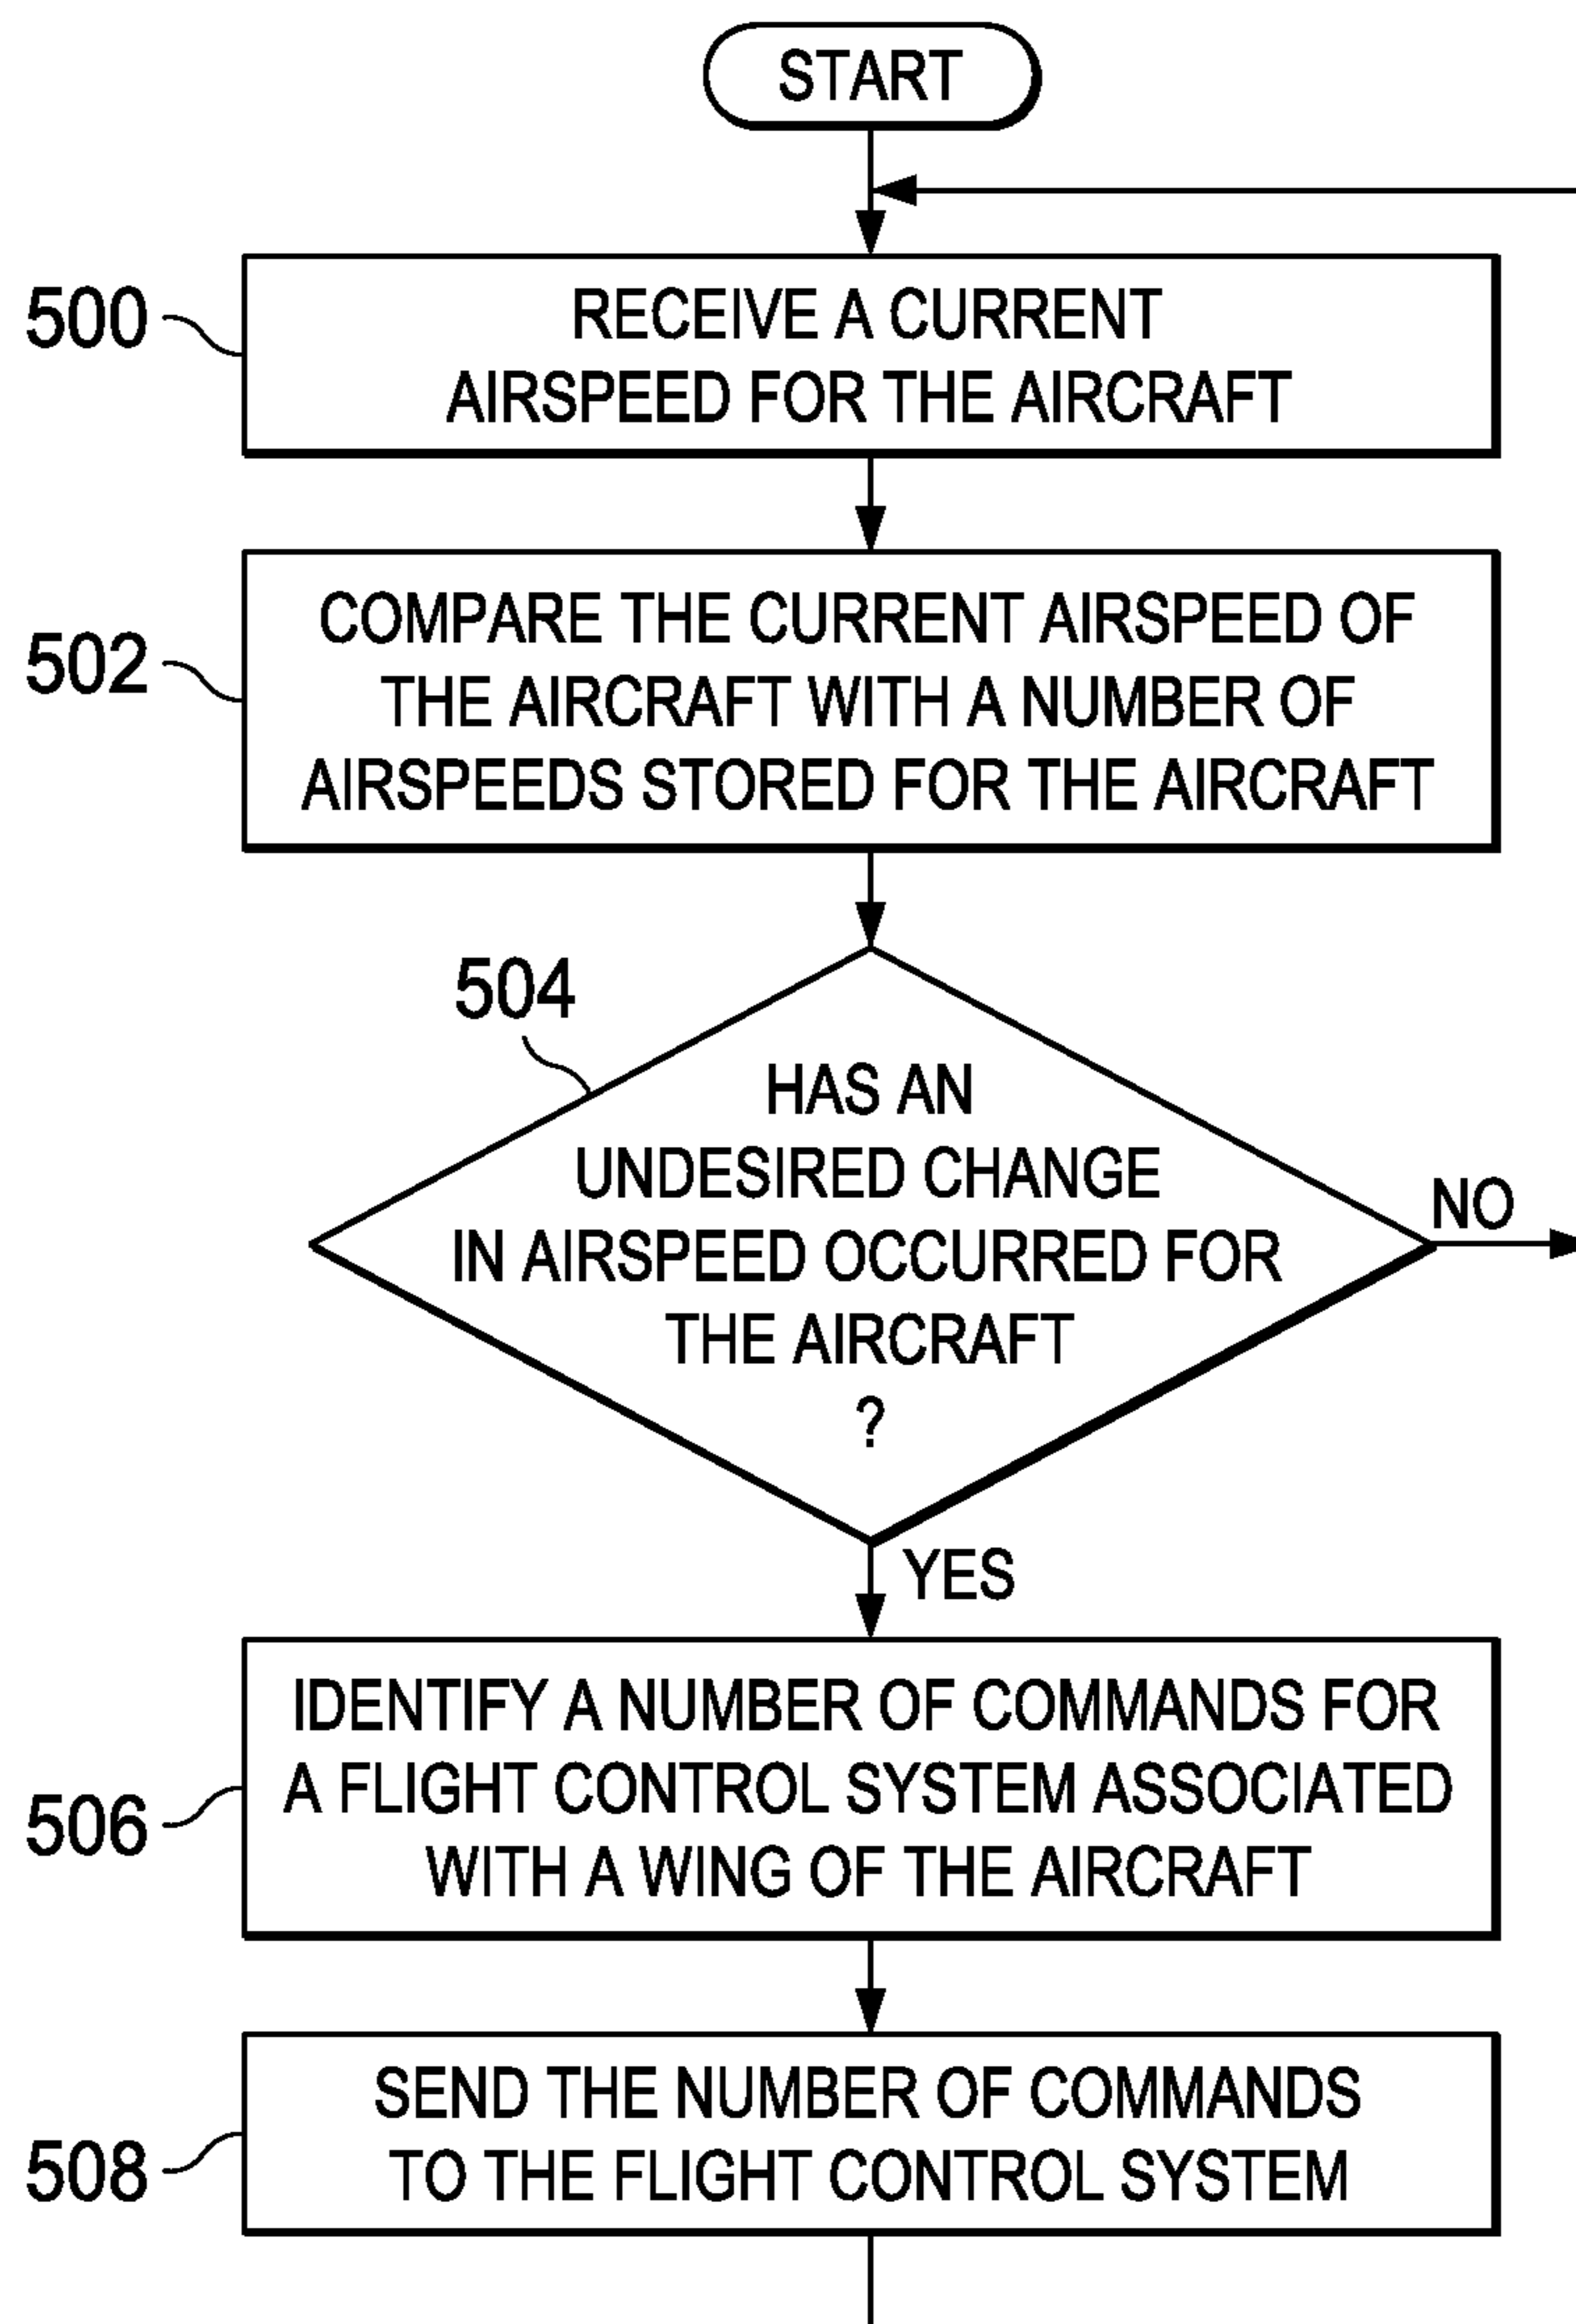 START
500
RECEIVE A CURRENT
AIRSPEED FOR THE AIRCRAFT
502
COMPARE THE CURRENT AIRSPEED OF
THE AIRCRAFT WITH A NUMBER OF
AIRSPEEDS STORED FOR THE AIRCRAFT
504
HAS AN
UNDESIRED CHANGE
IN AIRSPEED OCCURRED FOR
THE AIRCRAFT
?
NO
YES
506
IDENTIFY A NUMBER OF COMMANDS FOR
A FLIGHT CONTROL SYSTEM ASSOCIATED
WITH A WING OF THE AIRCRAFT
508
SEND THE NUMBER OF COMMANDS
TO THE FLIGHT CONTROL SYSTEM